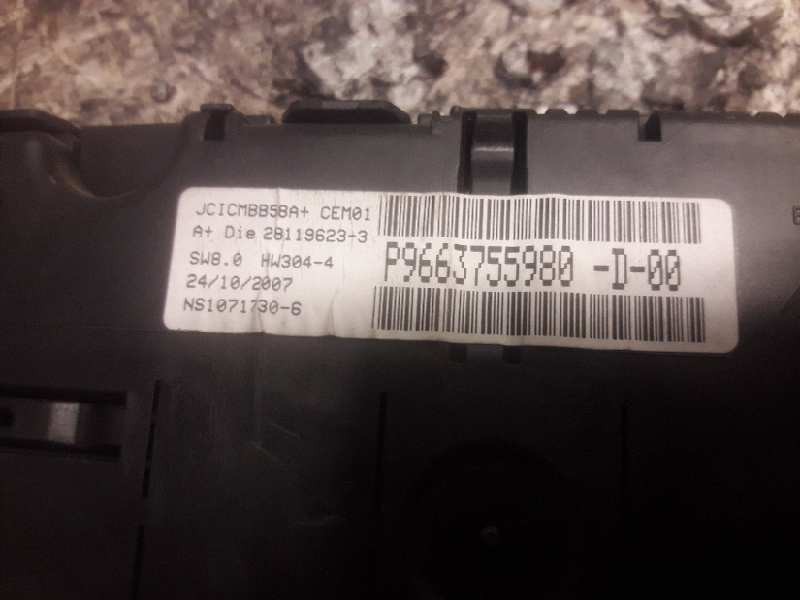 JCICMBB5BA+ CEM01
A+ Die 28119623-3
SW8.0 HW304-4
24/10/2007
NS1071730-6
P9663755980 -D-00